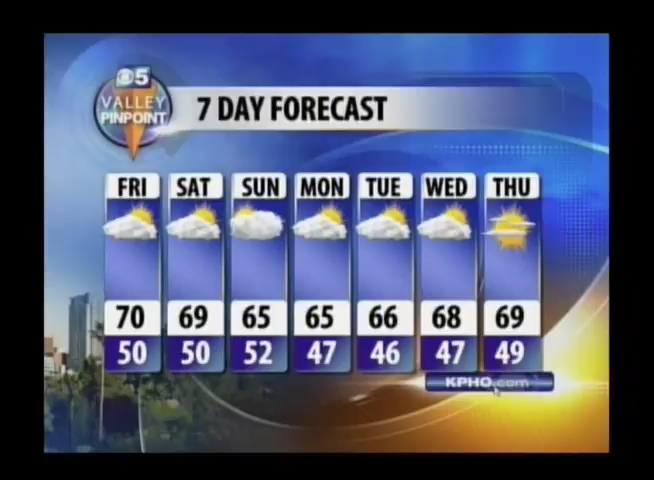 5
VALLEY
PINPOINT
7 DAY FORECAST
FRI SAT SUN MON TUE WED THU
70 69 65 65 66 68 69
50 50 52 47 46 47 49
KPHO.com